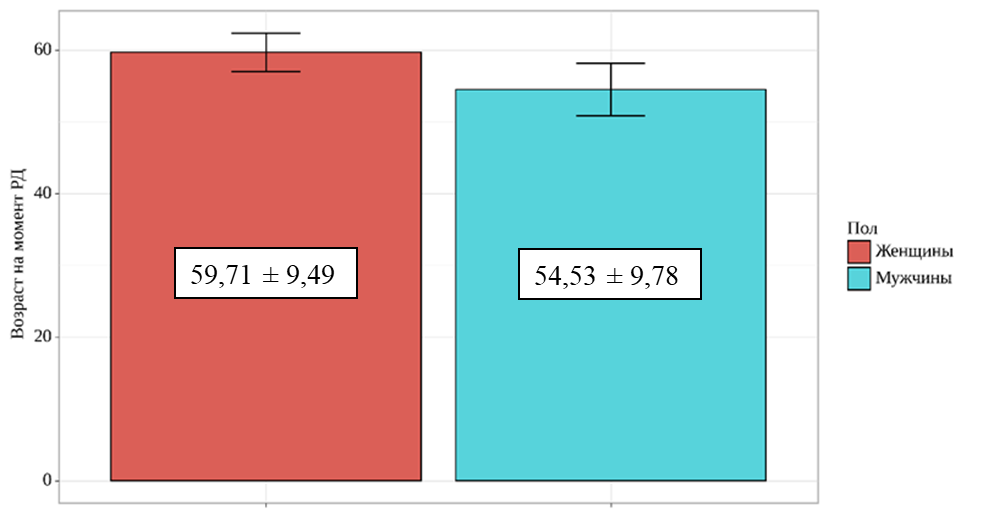 Возраст на момент РД
60
40
20
0
59,71 ± 9,49
54,53 ± 9,78
Пол
Женщины
Мужчины